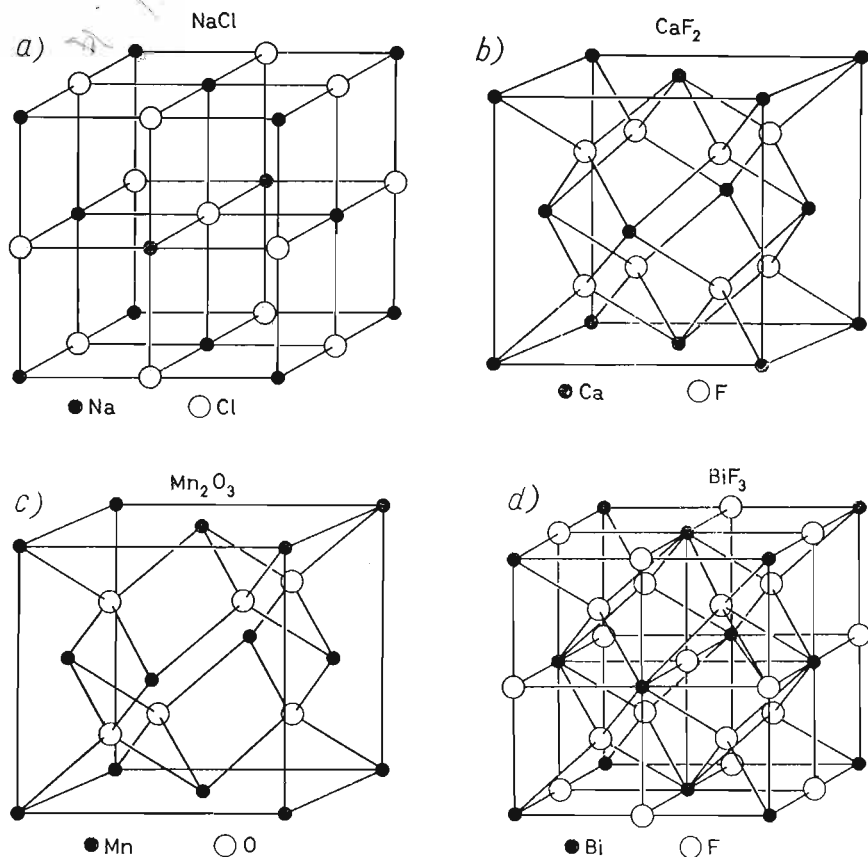 NaCl
a)
Na Cl
CaF₂
b)
Ca F
Mn₂O₃
c)
Mn O
BiF₃
d)
Bi F